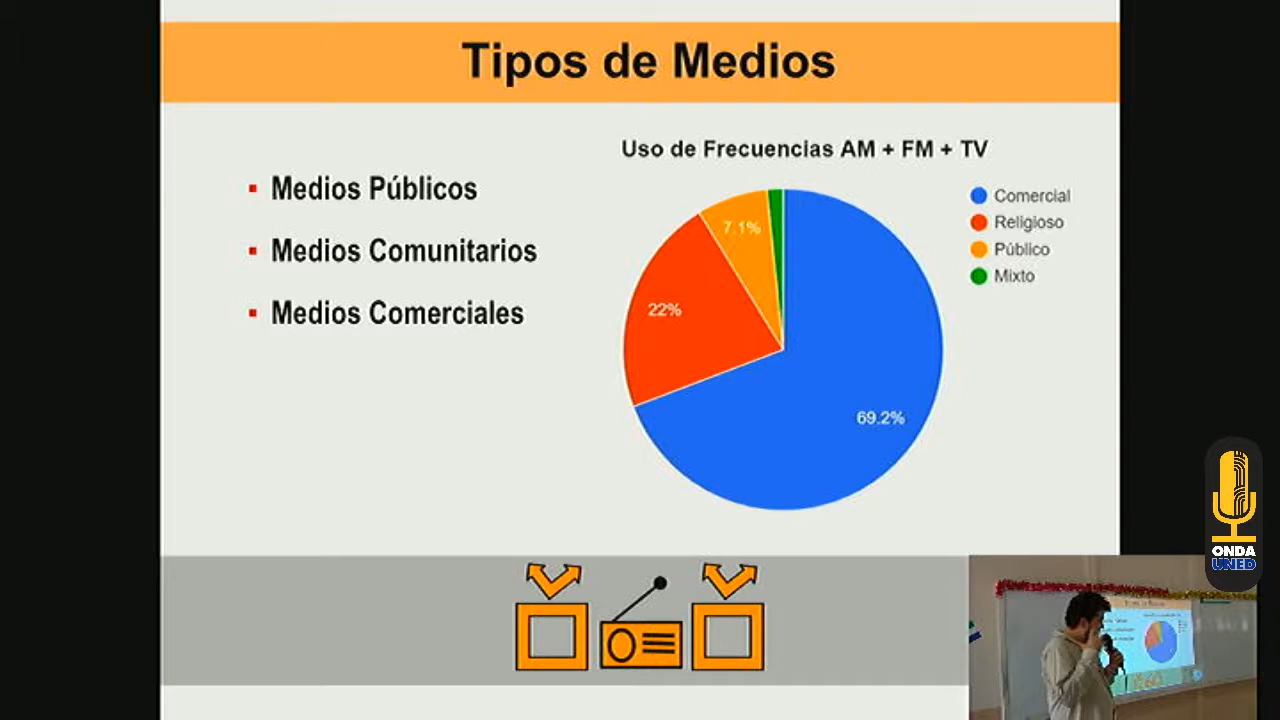 Tipos de Medios
Medios Públicos
Medios Comunitarios
Medios Comerciales
Uso de Frecuencias AM + FM + TV
7.1%
22%
69.2%
Comercial
Religioso
Público
Mixto
ONDA
UNED